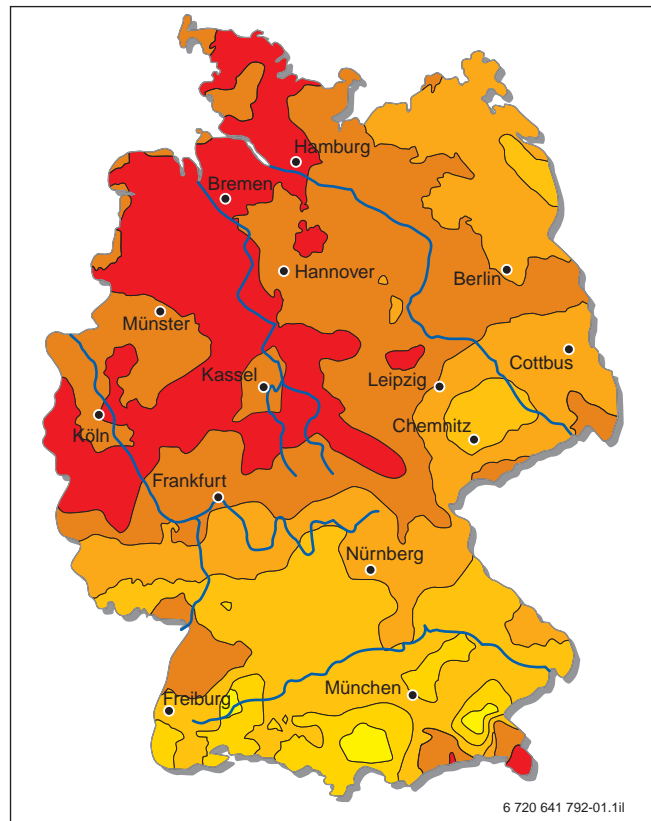 Hamburg
Bremen
Hannover
Berlin
Münster
Cottbus
Kassel
Leipzig
Köln
Chemnitz
Frankfurt
Nürnberg
München
Freiburg
6 720 641 792-01.1il